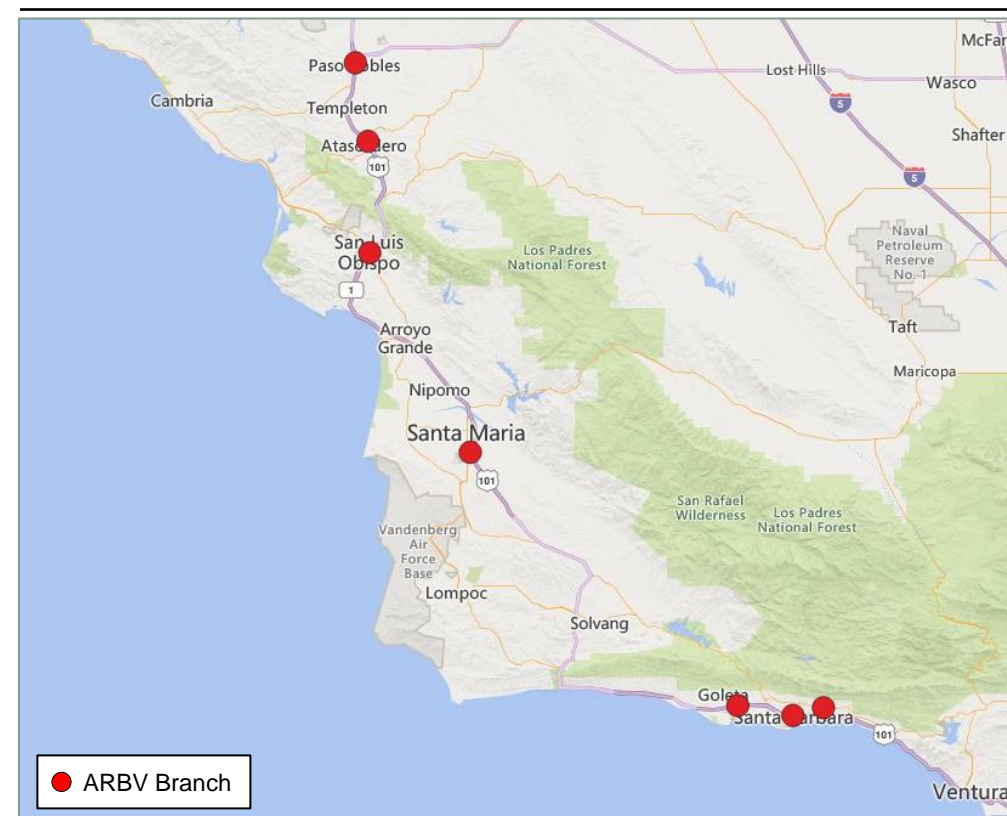 McFar
Lost Hills
Wasco
Paso Robles
Cambria
Templeton
5
Shafter
Atascadero
101
5
San Luis
Obispo
Naval
Petroleum
Reserve
No. 1
Los Padres
National Forest
1
Arroyo
Grande
Taft
Maricopa
Nipomo
Santa Maria
101
San Rafael
Wilderness
Los Padres
National Forest
Vandenberg
Air
Force
Base
Lompoc
Solvang
Goleta
Santa Barbara
101
Ventura
ARBV Branch